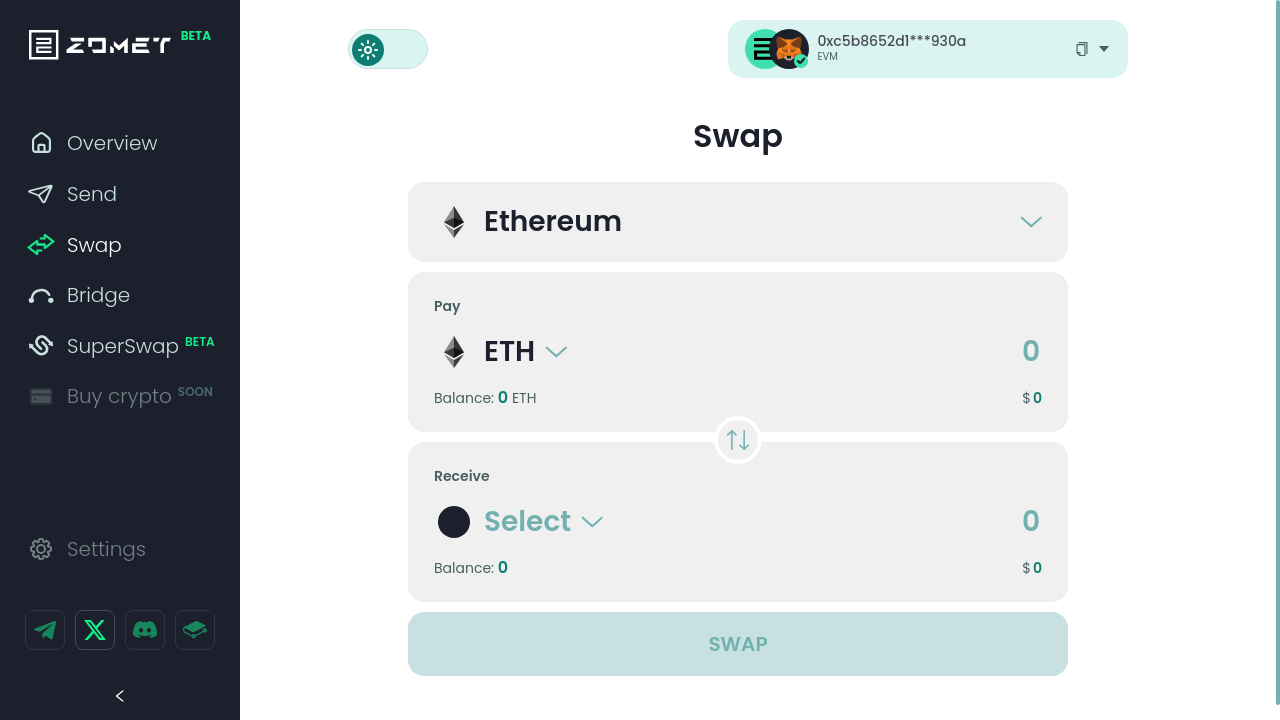 ZOMET BETA
Overview
Send
Swap
Bridge
SuperSwap BETA
Buy crypto SOON
Settings
0xc5b8652d1***930a
EVM
Swap
Ethereum
Pay
ETH 0
Balance: 0 ETH $ 0
Receive
Select 0
Balance: 0 $ 0
SWAP